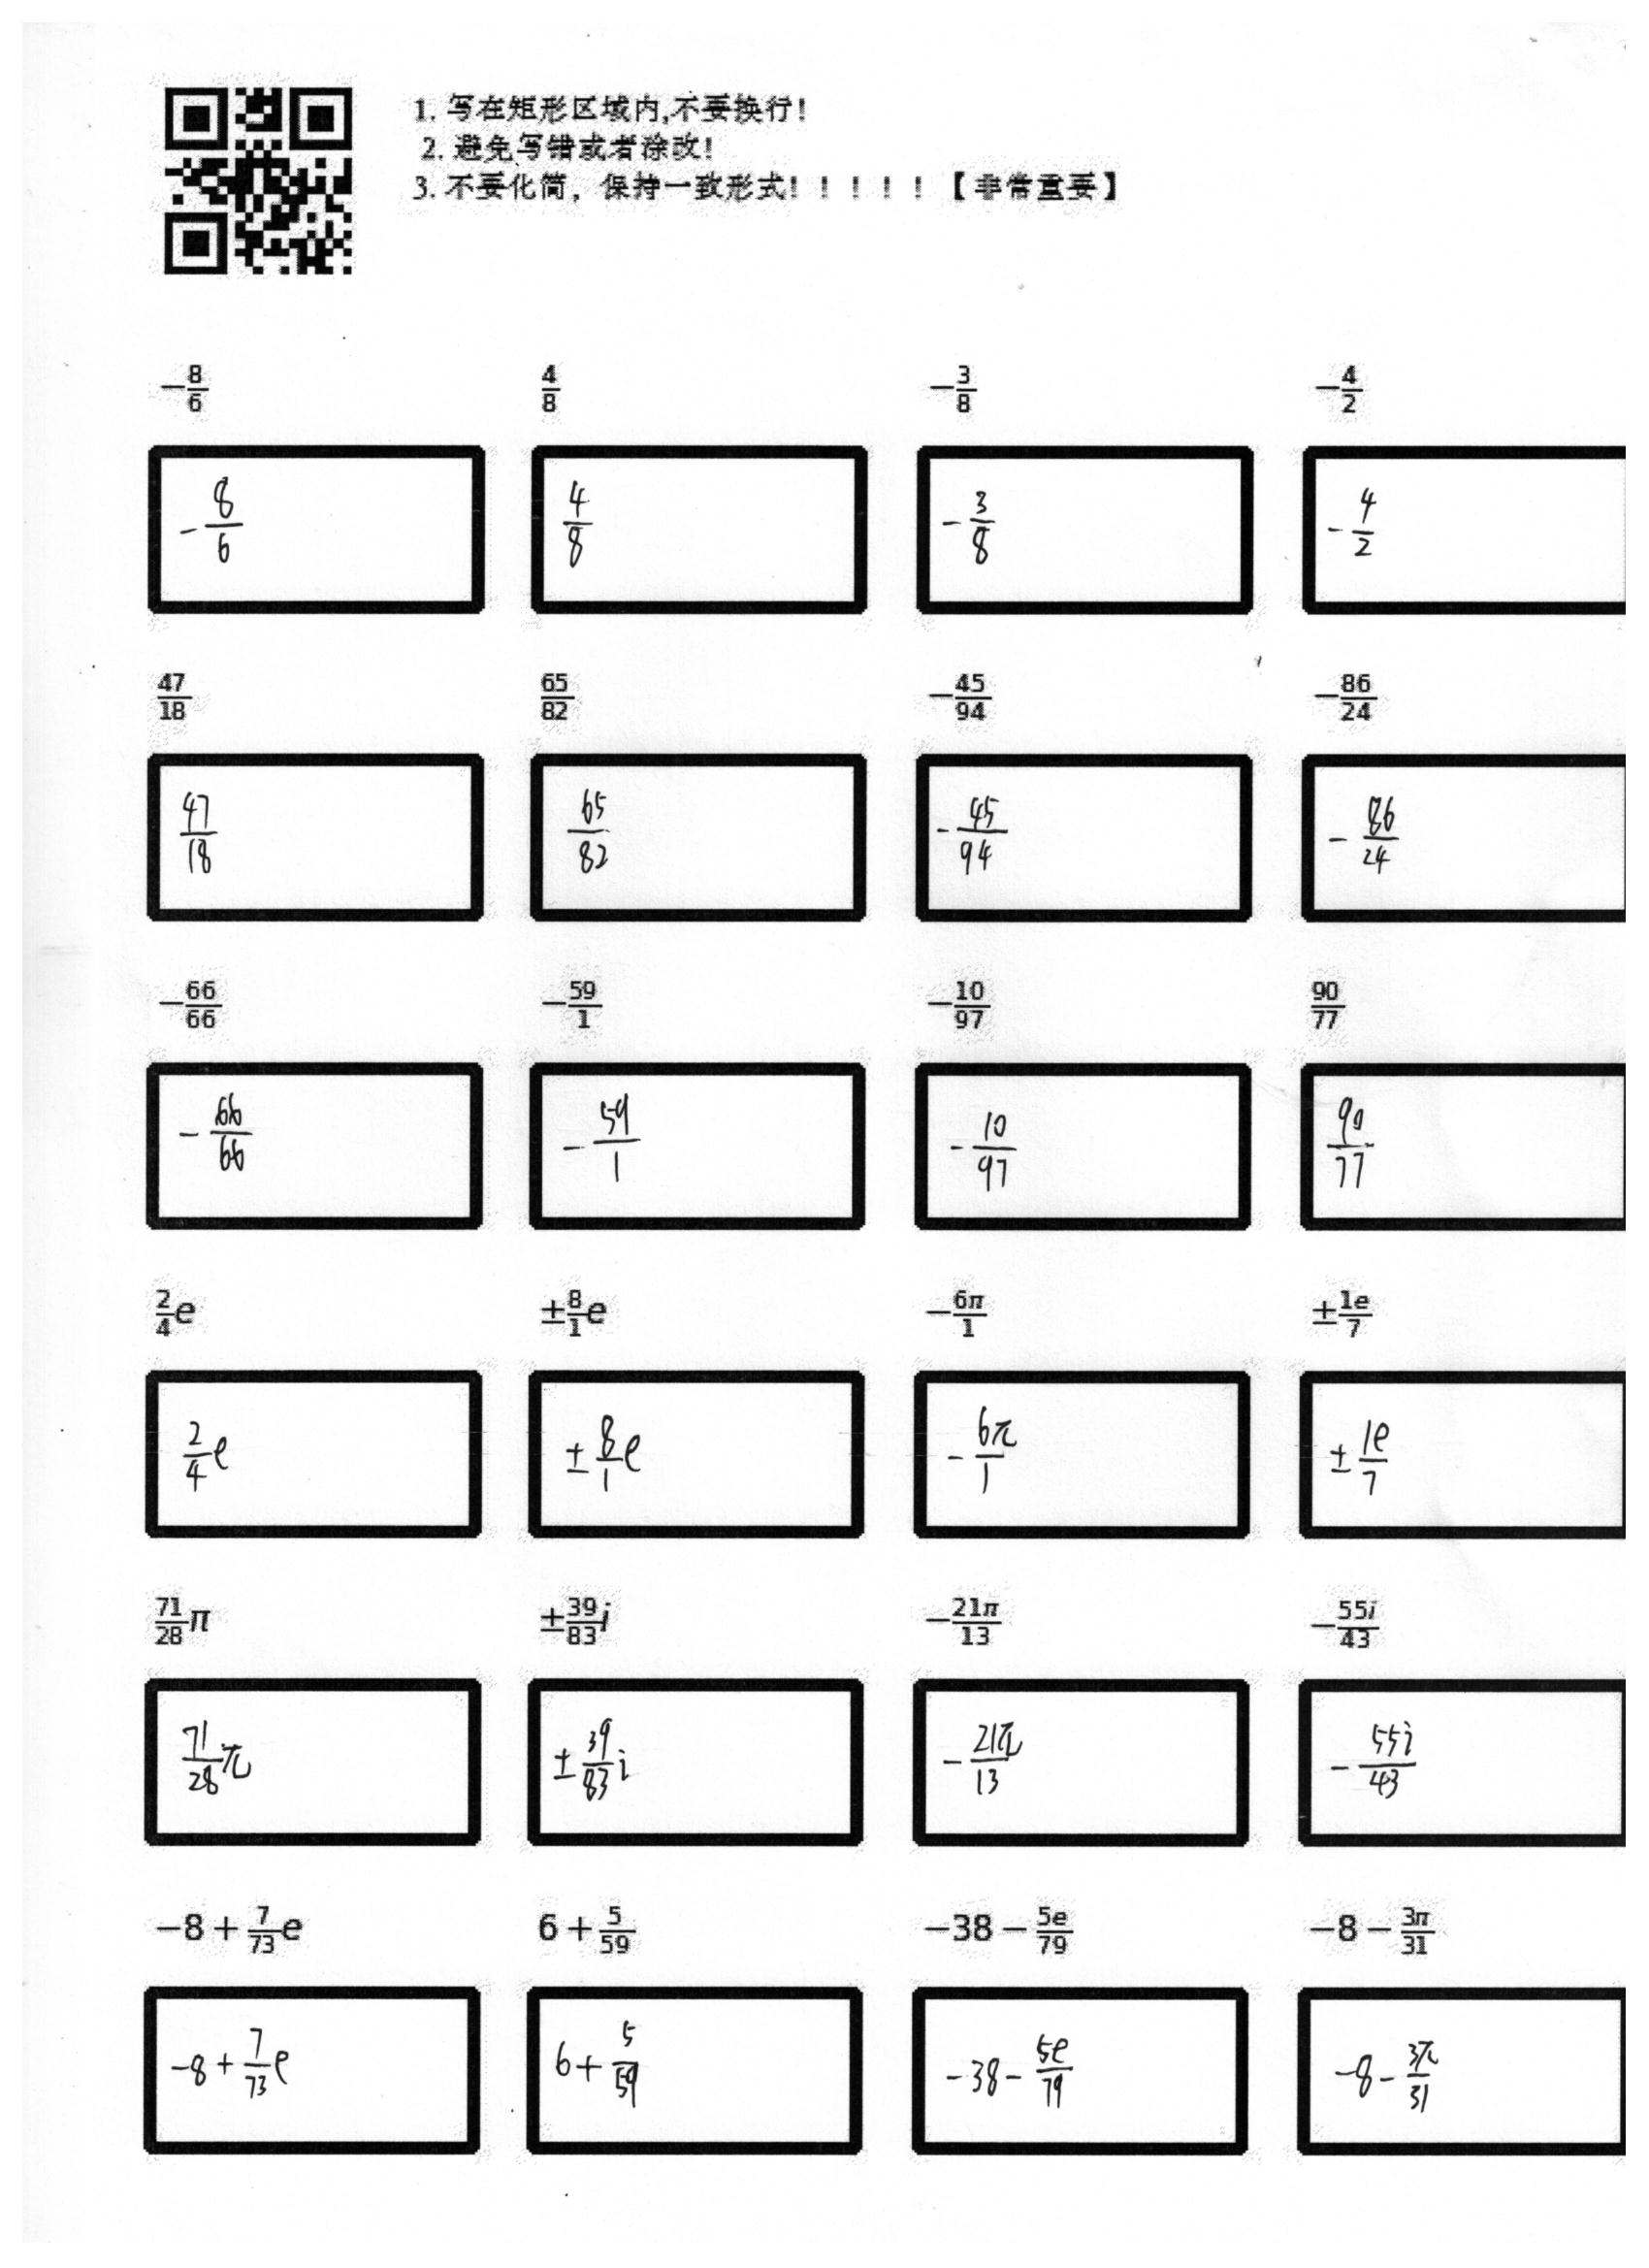 1. 写在矩形区域内,不要换行!
2. 避免写错或者涂改!
3. 不要化简，保持一致形式！！！！！【非常重要】
$-\frac{8}{6}$ $\frac{4}{8}$ $-\frac{3}{8}$ $-\frac{4}{2}$
$-\frac{8}{6}$ $\frac{4}{8}$ $-\frac{3}{8}$ $-\frac{4}{2}$
$\frac{47}{18}$ $\frac{65}{82}$ $-\frac{45}{94}$ $-\frac{86}{24}$
$\frac{47}{18}$ $\frac{65}{82}$ $-\frac{45}{94}$ $-\frac{86}{24}$
$-\frac{66}{66}$ $-\frac{59}{1}$ $-\frac{10}{97}$ $\frac{90}{77}$
$-\frac{66}{66}$ $-\frac{59}{1}$ $-\frac{10}{97}$ $\frac{90}{77}$
$\frac{2}{4}e$ $\pm\frac{8}{1}e$ $-\frac{6\pi}{1}$ $\pm\frac{1e}{7}$
$\frac{2}{4}e$ $\pm\frac{8}{1}e$ $-\frac{6\pi}{1}$ $\pm\frac{1e}{7}$
$\frac{71}{28}\pi$ $\pm\frac{39}{83}i$ $-\frac{21\pi}{13}$ $-\frac{55i}{43}$
$\frac{71}{28}\pi$ $\pm\frac{39}{83}i$ $-\frac{21\pi}{13}$ $-\frac{55i}{43}$
$-8+\frac{7}{73}e$ $6+\frac{5}{59}$ $-38-\frac{5e}{79}$ $-8-\frac{3\pi}{31}$
$-8+\frac{7}{73}e$ $6+\frac{5}{59}$ $-38-\frac{5e}{79}$ $-8-\frac{3\pi}{31}$